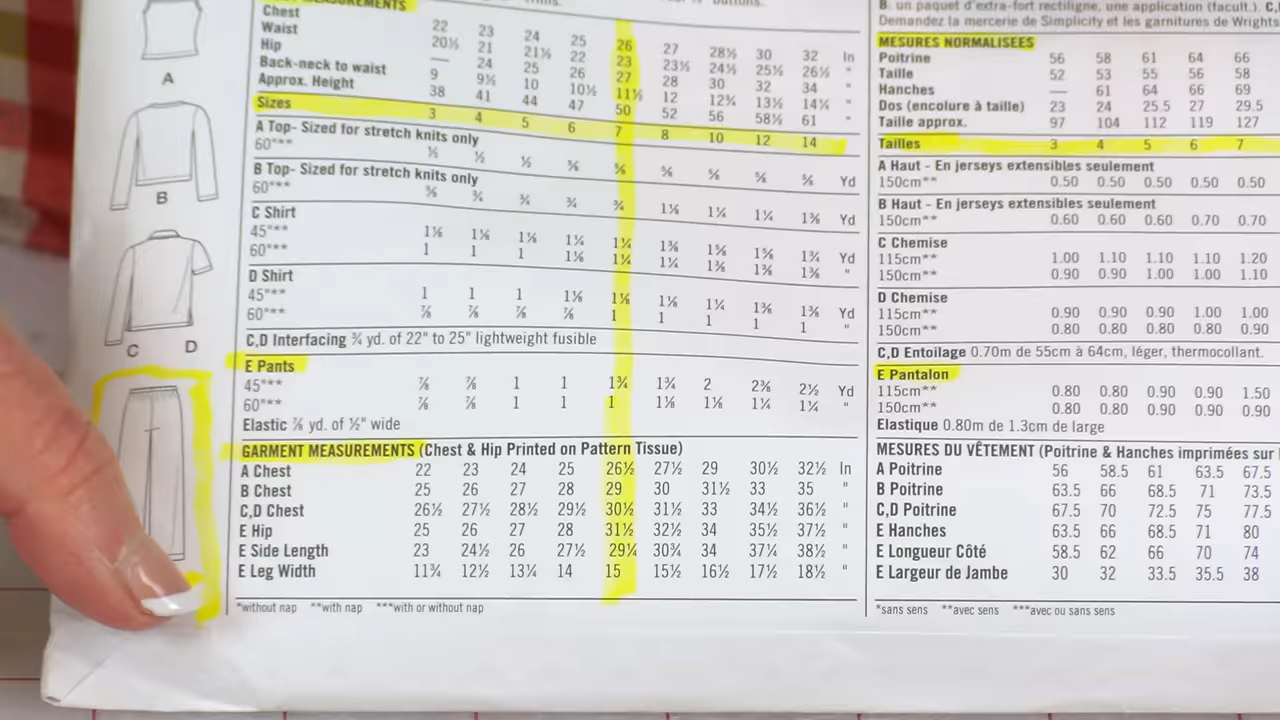 A
B
C D
MEASUREMENTS
Chest 22 23 24 25 26 27 28½ 30 32 In
Waist 20½ 21 21½ 22 23 23½ 24½ 25½ 26½ "
Hip — 24 25 26 27 28 30 32 34 "
Back-neck to waist 9 9½ 10 10½ 11½ 12 12¾ 13½ 14¼ "
Approx. Height 38 41 44 47 50 52 56 58½ 61 "
Sizes 3 4 5 6 7 8 10 12 14
A Top- Sized for stretch knits only
60"*** ½ ½ ½ ⅝ ⅝ ⅝ ⅝ ⅝ ⅝ Yd
B Top- Sized for stretch knits only
60"*** ⅝ ¾ ¾ ¾ ¾ 1⅛ 1¼ 1¼ 1⅜ Yd
C Shirt
45"*** 1⅛ 1⅛ 1⅛ 1¼ 1¼ 1⅜ 1⅝ 1⅝ 1¾ Yd
60"*** 1 1 1 1⅛ 1¼ 1¼ 1⅜ 1⅜ 1⅜ "
D Shirt
45"*** 1 1 1 1⅛ 1⅛ 1⅛ 1¼ 1⅜ 1⅜ Yd
60"*** ⅞ ⅞ ⅞ ⅞ 1 1 1 1 1 "
C,D Interfacing ¾ yd. of 22" to 25" lightweight fusible
E Pants
45"*** ⅞ ⅞ 1 1 1¾ 1¾ 2 2⅜ 2½ Yd
60"*** ⅞ ⅞ 1 1 1 1⅛ 1⅛ 1¼ 1¼ "
Elastic ⅞ yd. of ½" wide
GARMENT MEASUREMENTS (Chest & Hip Printed on Pattern Tissue)
A Chest 22 23 24 25 26½ 27½ 29 30½ 32½ In
B Chest 25 26 27 28 29 30 31½ 33 35 "
C,D Chest 26½ 27½ 28½ 29½ 30½ 31½ 33 34½ 36½ "
E Hip 25 26 27 28 31½ 32½ 34 35½ 37½ "
E Side Length 23 24½ 26 27½ 29¼ 30¾ 34 37¼ 38½ "
E Leg Width 11¾ 12½ 13¼ 14 15 15½ 16½ 17½ 18½ "
*without nap **with nap ***with or without nap
B un paquet d'extra-fort rectiligne, une application (facult.). C,
Demandez la mercerie de Simplicity et les garnitures de Wrights
MESURES NORMALISEES
Poitrine 56 58 61 64 66
Taille 52 53 55 56 58
Hanches — 61 64 66 69
Dos (encolure à taille) 23 24 25.5 27 29.5
Taille approx. 97 104 112 119 127
Tailles 3 4 5 6 7
A Haut - En jerseys extensibles seulement
150cm** 0.50 0.50 0.50 0.50 0.50
B Haut - En jerseys extensibles seulement
150cm** 0.60 0.60 0.60 0.70 0.70
C Chemise
115cm** 1.00 1.10 1.10 1.10 1.20
150cm** 0.90 0.90 1.00 1.00 1.10
D Chemise
115cm** 0.90 0.90 0.90 1.00 1.00
150cm** 0.80 0.80 0.80 0.80 0.90
C,D Entoilage 0.70m de 55cm à 64cm, léger, thermocollant.
E Pantalon
115cm** 0.80 0.80 0.90 0.90 1.50
150cm** 0.80 0.80 0.90 0.90 0.90
Elastique 0.80m de 1.3cm de large
MESURES DU VÊTEMENT (Poitrine & Hanches imprimées sur
A Poitrine 56 58.5 61 63.5 67.5
B Poitrine 63.5 66 68.5 71 73.5
C,D Poitrine 67.5 70 72.5 75 77.5
E Hanches 63.5 66 68.5 71 80
E Longueur Côté 58.5 62 66 70 74
E Largeur de Jambe 30 32 33.5 35.5 38
*sans sens **avec sens ***avec ou sans sens